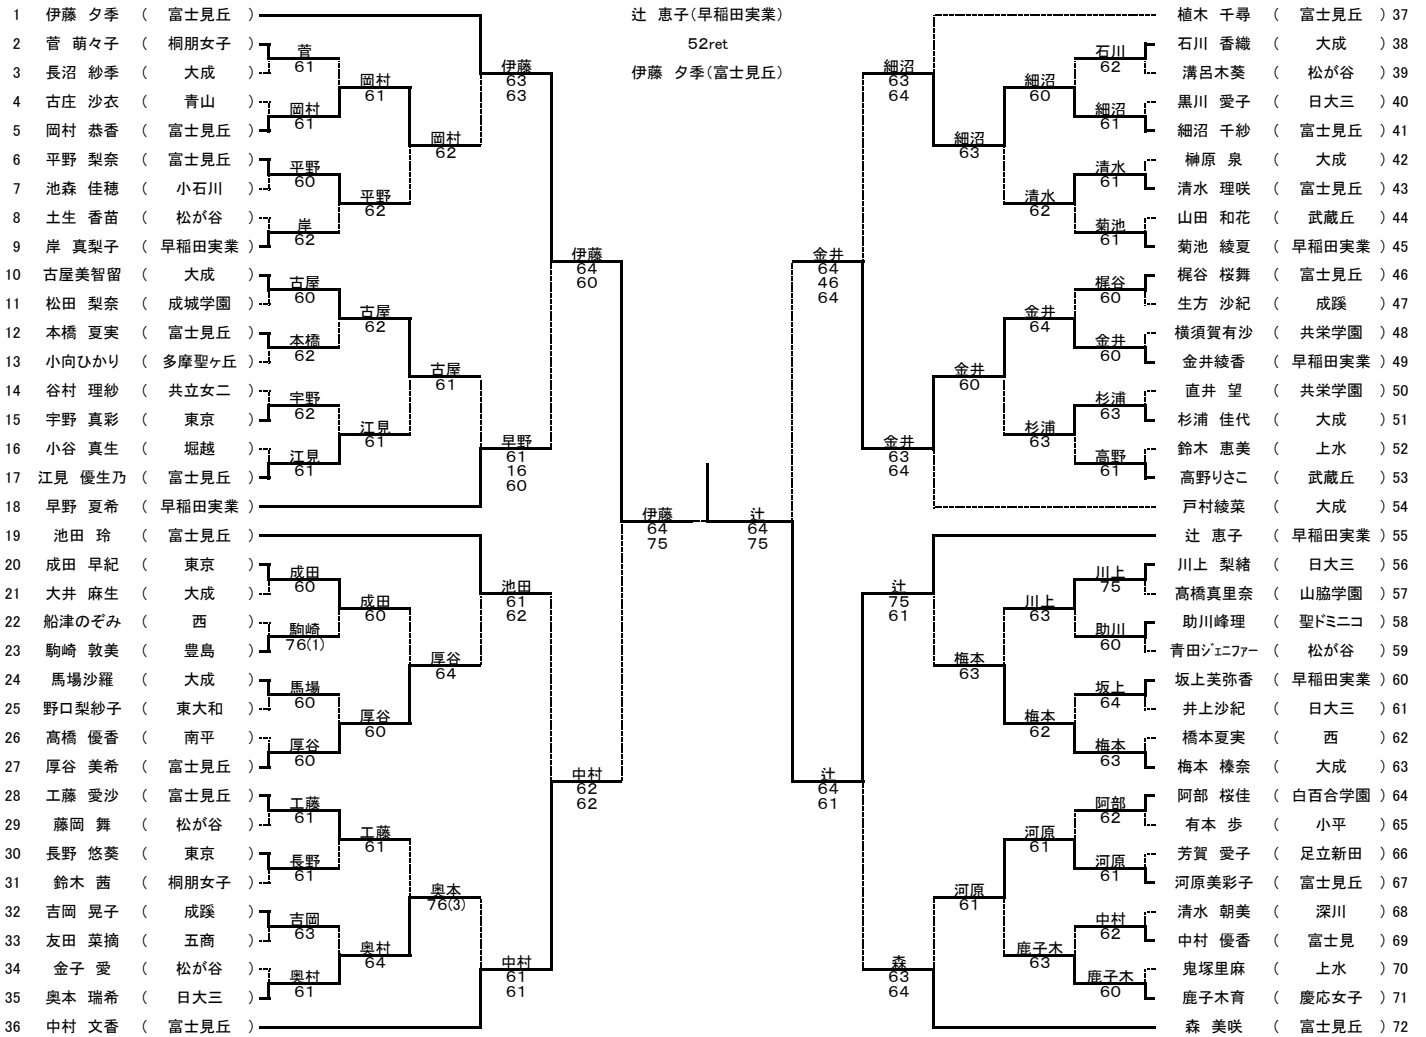 辻 恵子(早稲田実業)
52ret
伊藤 夕季(富士見丘)
1 伊藤 夕季 ( 富士見丘 )
2 菅 萌々子 ( 桐朋女子 )
3 長沼 紗季 ( 大成 )
4 古庄 沙衣 ( 青山 )
5 岡村 恭香 ( 富士見丘 )
6 平野 梨奈 ( 富士見丘 )
7 池森 佳穂 ( 小石川 )
8 土生 香苗 ( 松が谷 )
9 岸 真梨子 ( 早稲田実業 )
10 古屋美智留 ( 大成 )
11 松田 梨奈 ( 成城学園 )
12 本橋 夏実 ( 富士見丘 )
13 小向ひかり ( 多摩聖ヶ丘 )
14 谷村 理紗 ( 共立女二 )
15 宇野 真彩 ( 東京 )
16 小谷 真生 ( 堀越 )
17 江見 優生乃 ( 富士見丘 )
18 早野 夏希 ( 早稲田実業 )
19 池田 玲 ( 富士見丘 )
20 成田 早紀 ( 東京 )
21 大井 麻生 ( 大成 )
22 船津のぞみ ( 西 )
23 駒崎 敦美 ( 豊島 )
24 馬場沙羅 ( 大成 )
25 野口梨紗子 ( 東大和 )
26 髙橋 優香 ( 南平 )
27 厚谷 美希 ( 富士見丘 )
28 工藤 愛沙 ( 富士見丘 )
29 藤岡 舞 ( 松が谷 )
30 長野 悠葵 ( 東京 )
31 鈴木 茜 ( 桐朋女子 )
32 吉岡 晃子 ( 成蹊 )
33 友田 菜摘 ( 五商 )
34 金子 愛 ( 松が谷 )
35 奥本 瑞希 ( 日大三 )
36 中村 文香 ( 富士見丘 )
菅
61
岡村
61
平野
60
岸
62
古屋
60
本橋
62
宇野
62
江見
61
成田
60
駒崎
76(1)
馬場
60
厚谷
60
工藤
61
長野
61
吉岡
63
奥村
61
岡村
61
平野
62
古屋
62
江見
61
成田
60
厚谷
60
工藤
61
奥村
64
岡村
62
古屋
61
厚谷
64
奥本
76(3)
伊藤
63
63
早野
61
16
60
池田
61
62
中村
61
61
伊藤
64
60
中村
62
62
伊藤
64
75
辻
64
75
金井
64
46
64
辻
64
61
細沼
63
64
金井
63
64
辻
75
61
森
63
64
細沼
63
金井
60
梅本
63
河原
61
細沼
60
清水
62
金井
64
杉浦
63
川上
63
梅本
62
河原
61
鹿子木
63
石川
62
細沼
61
清水
61
菊池
61
梶谷
60
金井
60
杉浦
63
高野
61
川上
75
助川
60
坂上
64
梅本
63
阿部
62
河原
61
中村
62
鹿子木
60
植木 千尋 ( 富士見丘 ) 37
石川 香織 ( 大成 ) 38
溝呂木葵 ( 松が谷 ) 39
黒川 愛子 ( 日大三 ) 40
細沼 千紗 ( 富士見丘 ) 41
榊原 泉 ( 大成 ) 42
清水 理咲 ( 富士見丘 ) 43
山田 和花 ( 武蔵丘 ) 44
菊池 綾夏 ( 早稲田実業 ) 45
梶谷 桜舞 ( 富士見丘 ) 46
生方 沙紀 ( 成蹊 ) 47
横須賀有沙 ( 共栄学園 ) 48
金井綾香 ( 早稲田実業 ) 49
直井 望 ( 共栄学園 ) 50
杉浦 佳代 ( 大成 ) 51
鈴木 恵美 ( 上水 ) 52
高野りさこ ( 武蔵丘 ) 53
戸村綾菜 ( 大成 ) 54
辻 恵子 ( 早稲田実業 ) 55
川上 梨緒 ( 日大三 ) 56
髙橋真里奈 ( 山脇学園 ) 57
助川峰理 ( 聖ドミニコ ) 58
青田ジェニファー ( 松が谷 ) 59
坂上芙弥香 ( 早稲田実業 ) 60
井上沙紀 ( 日大三 ) 61
橋本夏実 ( 西 ) 62
梅本 榛奈 ( 大成 ) 63
阿部 桜佳 ( 白百合学園 ) 64
有本 歩 ( 小平 ) 65
芳賀 愛子 ( 足立新田 ) 66
河原美彩子 ( 富士見丘 ) 67
清水 朝美 ( 深川 ) 68
中村 優香 ( 富士見 ) 69
鬼塚里麻 ( 上水 ) 70
鹿子木育 ( 慶応女子 ) 71
森 美咲 ( 富士見丘 ) 72